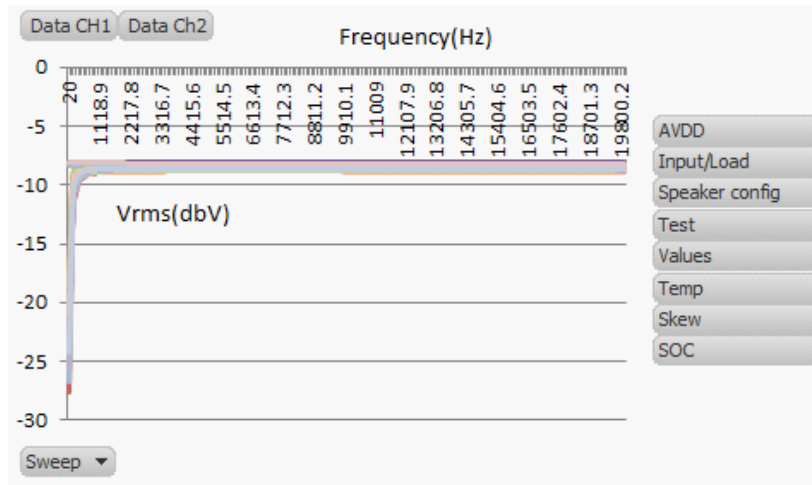 Data CH1 Data Ch2
Frequency(Hz)
0
20
1118.9
2217.8
3316.7
4415.6
5514.5
6613.4
7712.3
8811.2
9910.1
11009
12107.9
13206.8
14305.7
15404.6
16503.5
17602.4
18701.3
19800.2
-5
-10
-15
-20
-25
-30
Vrms(dbV)
AVDD
Input/Load
Speaker config
Test
Values
Temp
Skew
SOC
Sweep